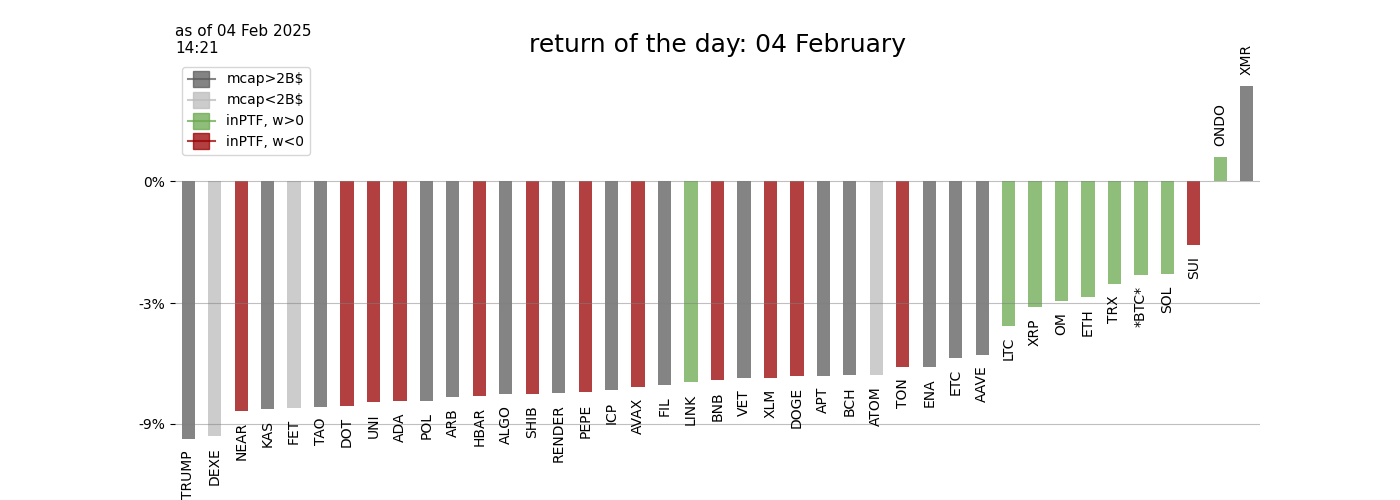 as of 04 Feb 2025
14:21
return of the day: 04 February
mcap>2B$
mcap<2B$
inPTF, w>0
inPTF, w<0
0%
-3%
-9%
TRUMP
DEXE
NEAR
KAS
FET
TAO
DOT
UNI
ADA
POL
ARB
HBAR
ALGO
SHIB
RENDER
PEPE
ICP
AVAX
FIL
LINK
BNB
VET
XLM
DOGE
APT
BCH
ATOM
TON
ENA
ETC
AAVE
LTC
XRP
OM
ETH
TRX
*BTC*
SOL
SUI
ONDO
XMR